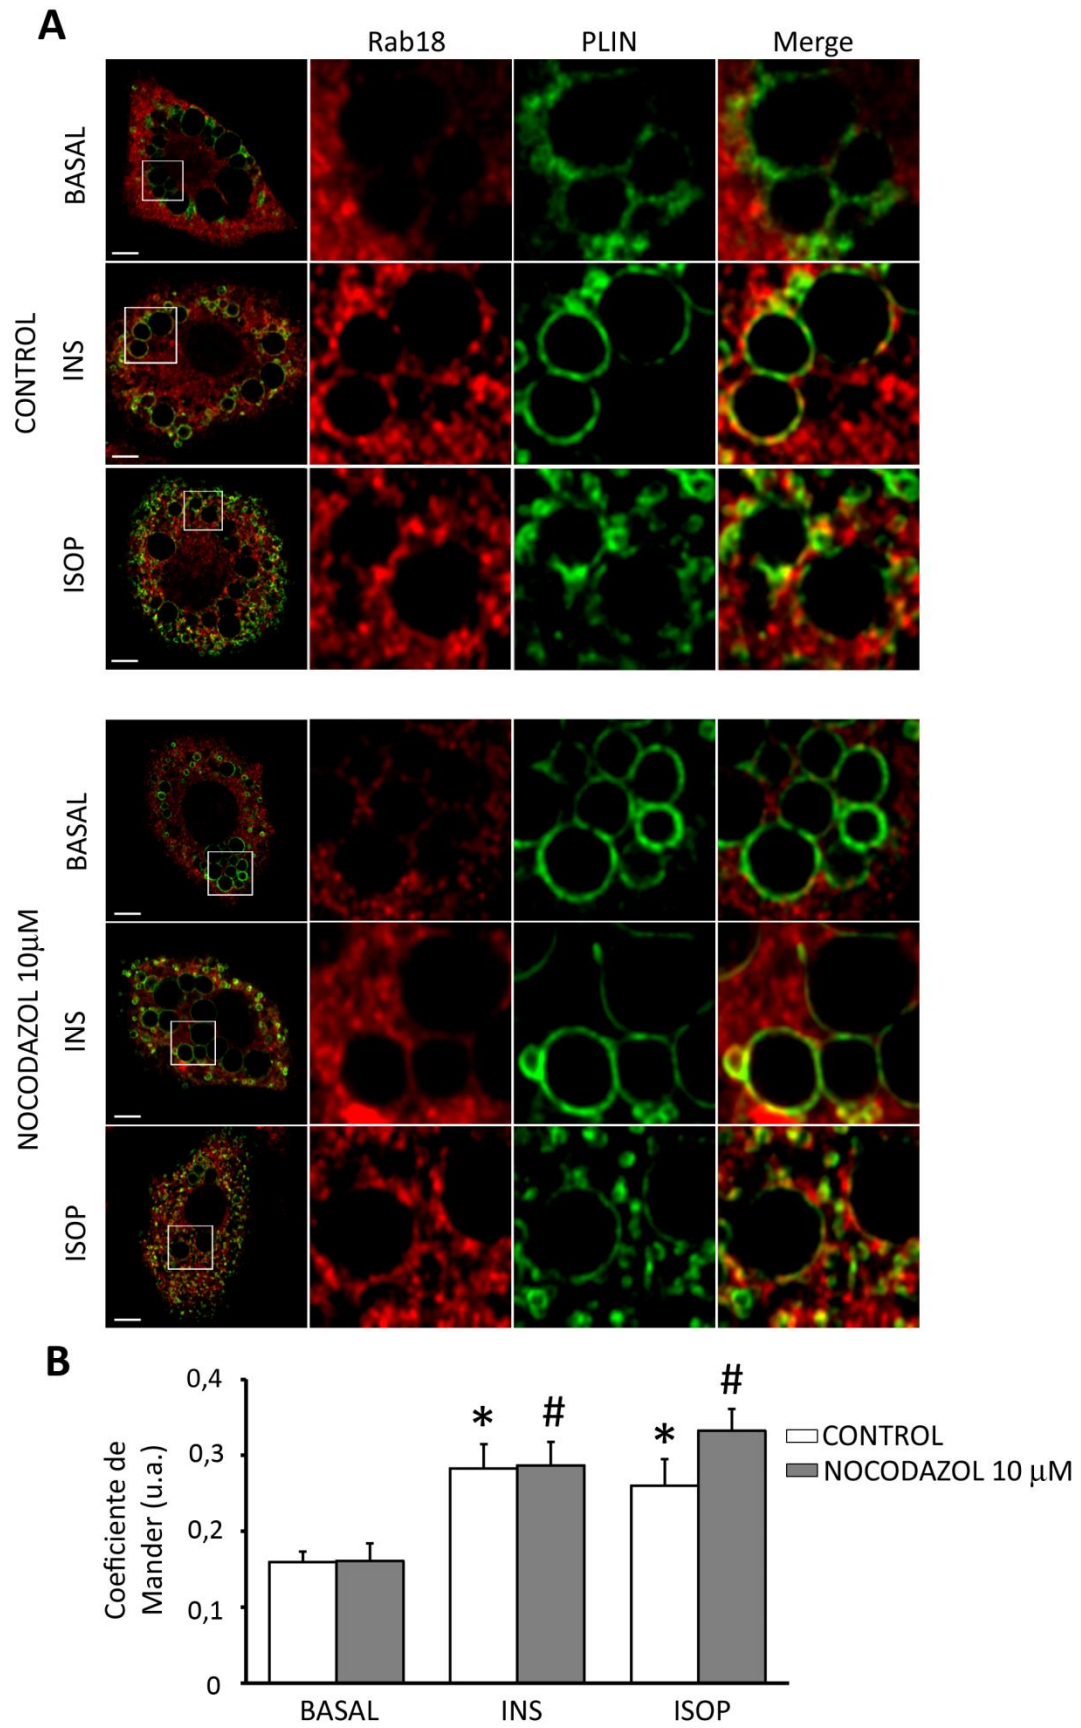 A
Rab18 PLIN Merge
CONTROL
BASAL
INS
ISOP
NOCODAZOL 10µM
BASAL
INS
ISOP
B
Coeficiente de
Mander (u.a.)
0,4
0,3
0,2
0,1
0
* # * #
BASAL INS ISOP
CONTROL
NOCODAZOL 10 µM